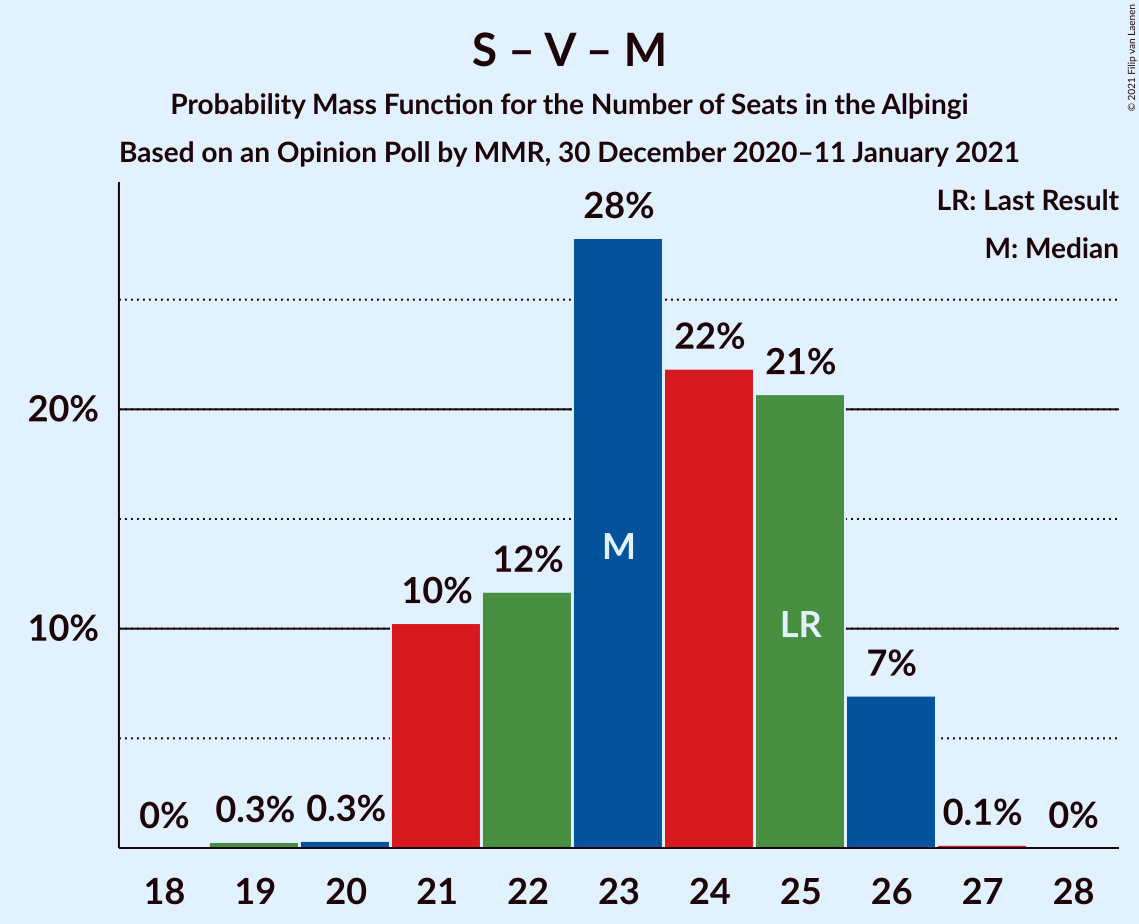 S – V – M
Probability Mass Function for the Number of Seats in the Alþingi
Based on an Opinion Poll by MMR, 30 December 2020–11 January 2021
© 2021 Filip van Laenen
LR: Last Result
M: Median
28%
22%
21%
20%
M
12%
10%
LR
10%
7%
0%
0.3%
0.3%
0.1%
0%
18 19 20 21 22 23 24 25 26 27 28